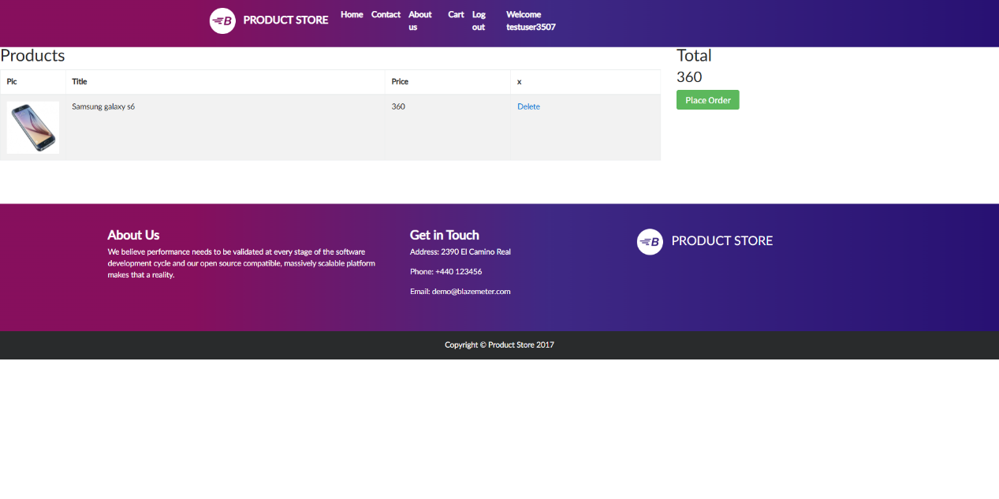 B PRODUCT STORE Home Contact About us Cart Log out Welcome testuser3507
Products
Pic Title Price x
Samsung galaxy s6 360 Delete
Total
360
Place Order
About Us
We believe performance needs to be validated at every stage of the software
development cycle and our open source compatible, massively scalable platform
makes that a reality.
Get in Touch
Address: 2390 El Camino Real
Phone: +440 123456
Email: demo@blazemeter.com
B PRODUCT STORE
Copyright © Product Store 2017